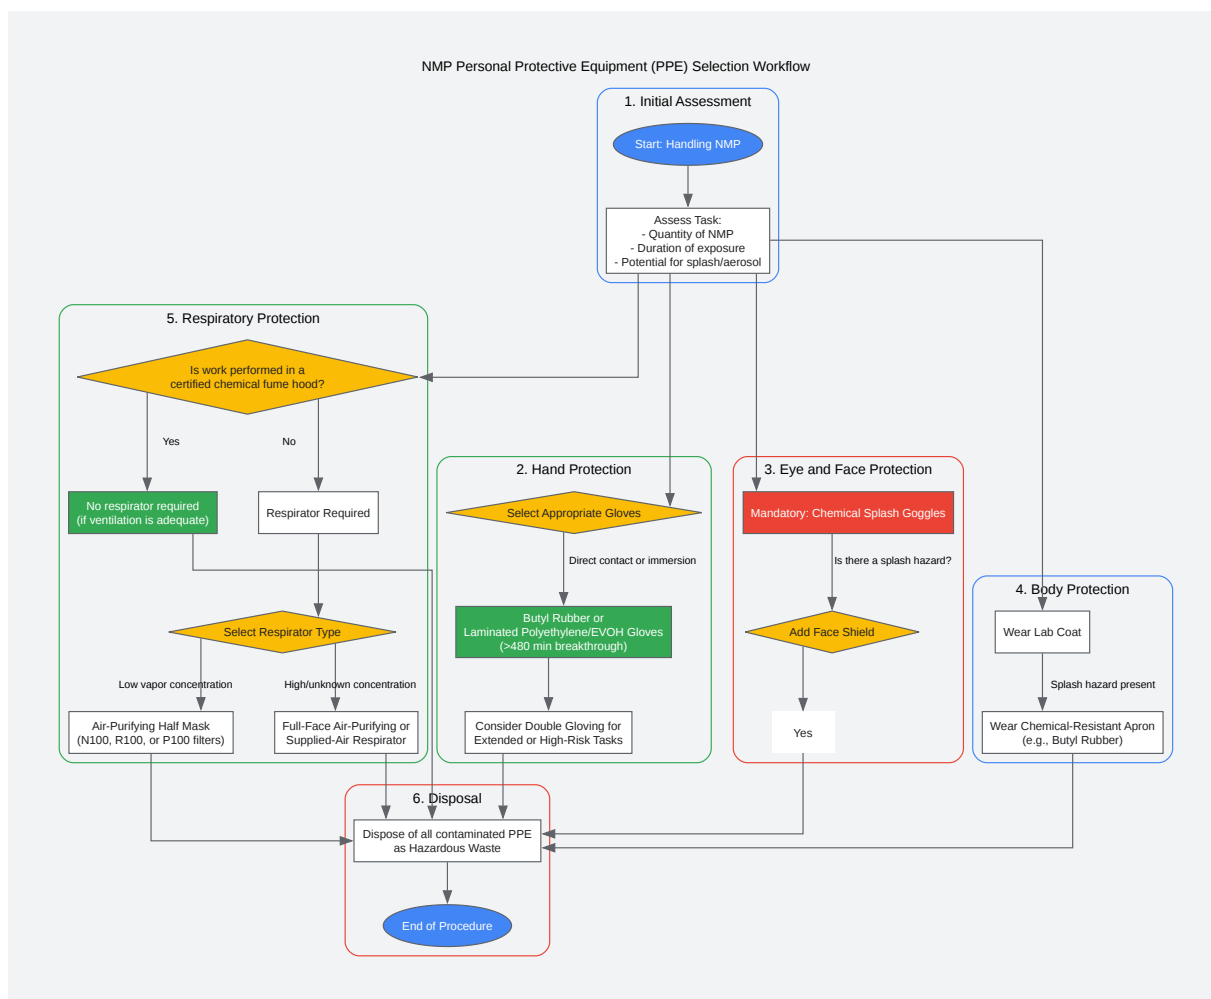 NMP Personal Protective Equipment (PPE) Selection Workflow
1. Initial Assessment
Start: Handling NMP
Assess Task:
- Quantity of NMP
- Duration of exposure
- Potential for splash/aerosol
5. Respiratory Protection
Is work performed in a
certified chemical fume hood?
Yes
No
No respirator required
(if ventilation is adequate)
Respirator Required
Select Respirator Type
Low vapor concentration
High/unknown concentration
Air-Purifying Half Mask
(N100, R100, or P100 filters)
Full-Face Air-Purifying or
Supplied-Air Respirator
2. Hand Protection
Select Appropriate Gloves
Direct contact or immersion
Butyl Rubber or
Laminated Polyethylene/EVOH Gloves
(>480 min breakthrough)
Consider Double Gloving for
Extended or High-Risk Tasks
3. Eye and Face Protection
Mandatory: Chemical Splash Goggles
Is there a splash hazard?
Add Face Shield
Yes
4. Body Protection
Wear Lab Coat
Splash hazard present
Wear Chemical-Resistant Apron
(e.g., Butyl Rubber)
6. Disposal
Dispose of all contaminated PPE
as Hazardous Waste
End of Procedure